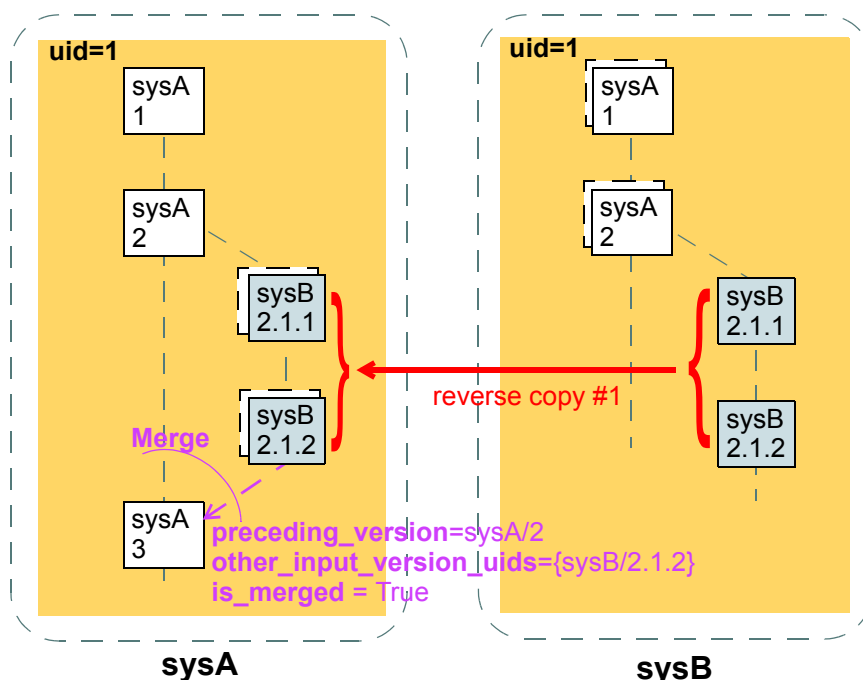 uid=1
sysA
1
sysA
2
sysB
2.1.1
sysB
2.1.2
Merge
sysA
3
preceding_version=sysA/2
other_input_version_uids={sysB/2.1.2}
is_merged = True
sysA
reverse copy #1
uid=1
sysA
1
sysA
2
sysB
2.1.1
sysB
2.1.2
sysB